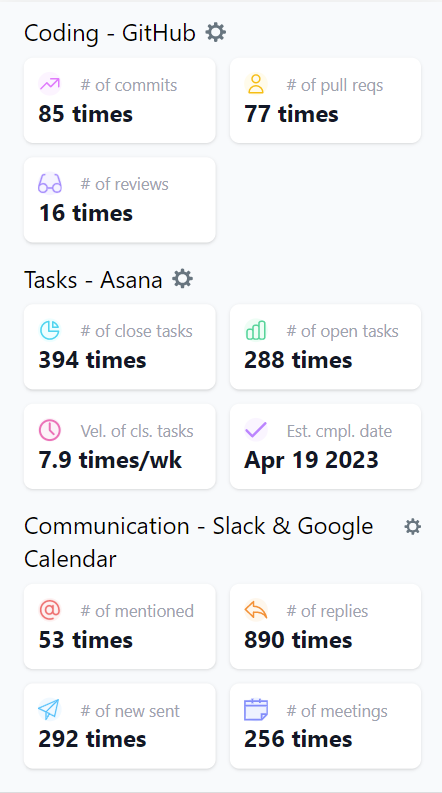 Coding - GitHub
# of commits
85 times
# of pull reqs
77 times
# of reviews
16 times
Tasks - Asana
# of close tasks
394 times
# of open tasks
288 times
Vel. of cls. tasks
7.9 times/wk
Est. cmpl. date
Apr 19 2023
Communication - Slack & Google
Calendar
# of mentioned
53 times
# of replies
890 times
# of new sent
292 times
# of meetings
256 times